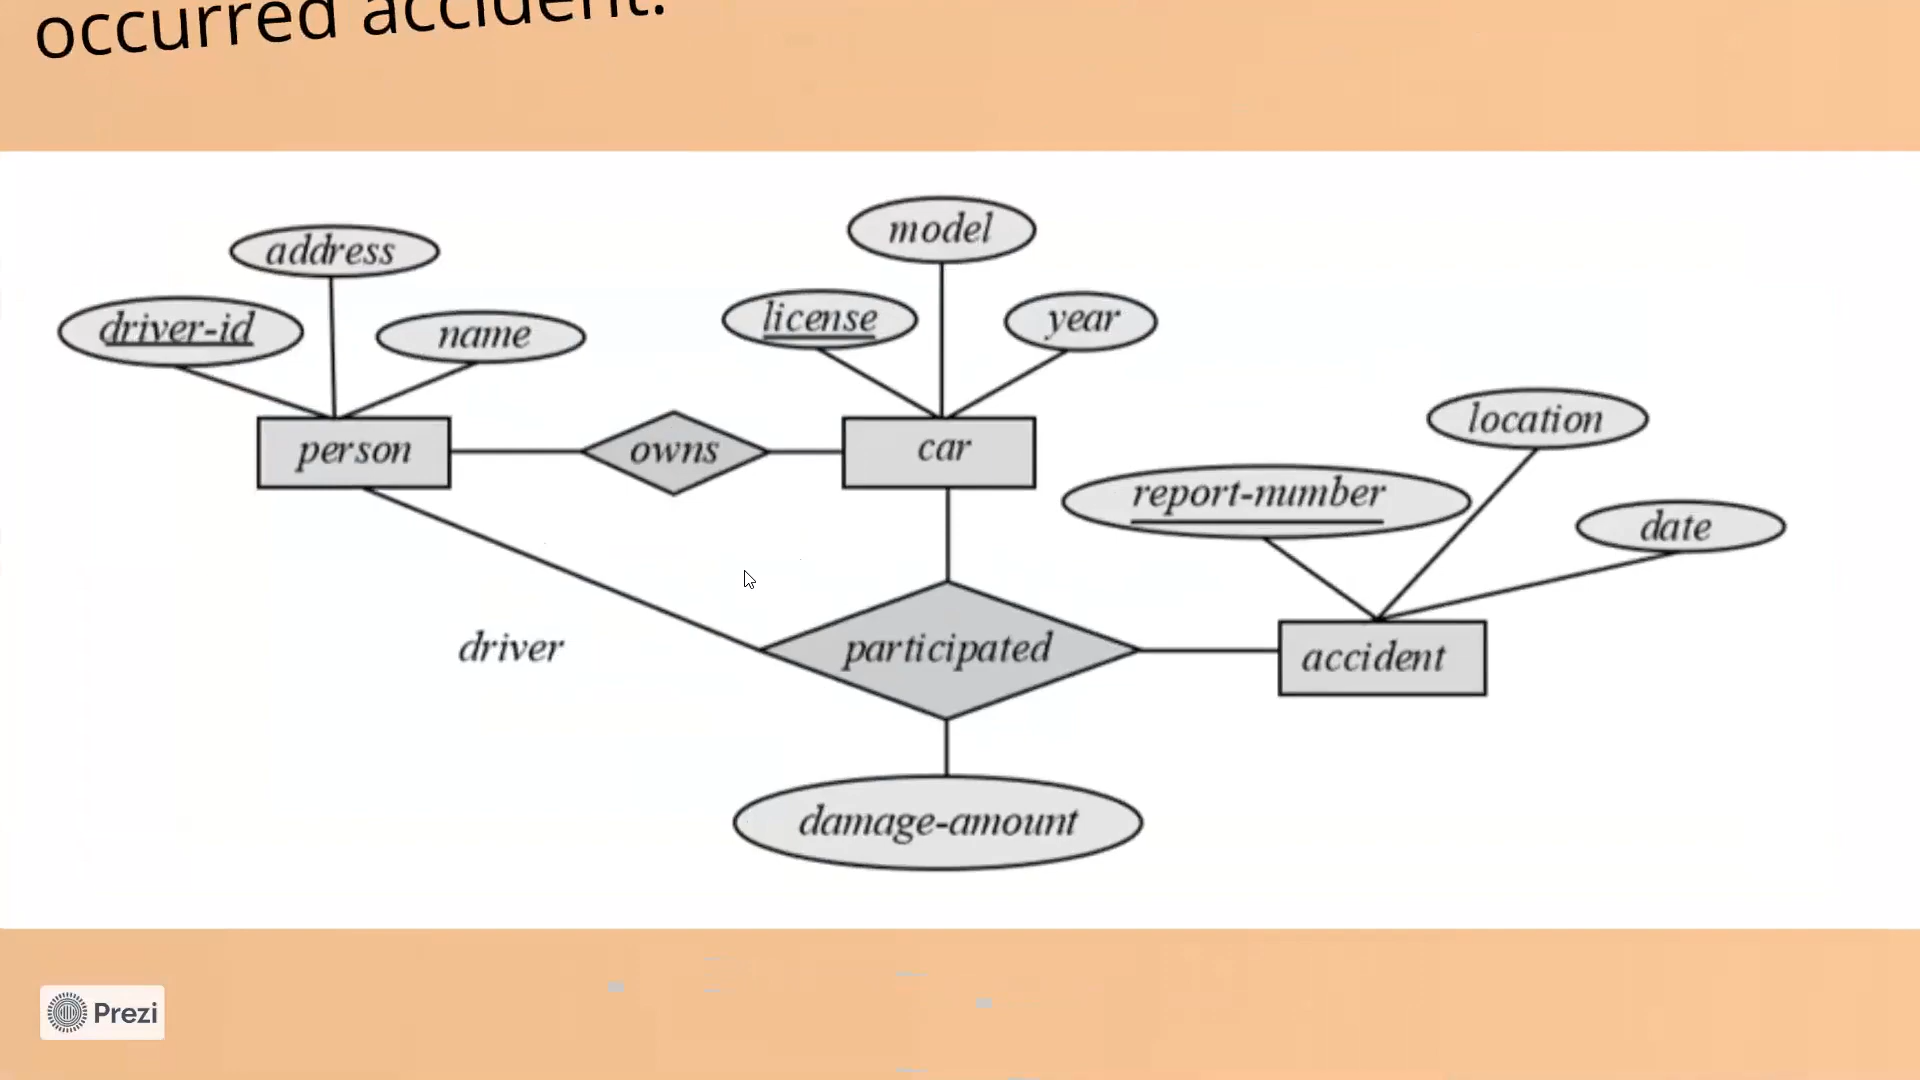 occurred accident.
address
driver-id
name
person
owns
model
license
year
car
location
report-number
date
driver
participated
accident
damage-amount
Prezi